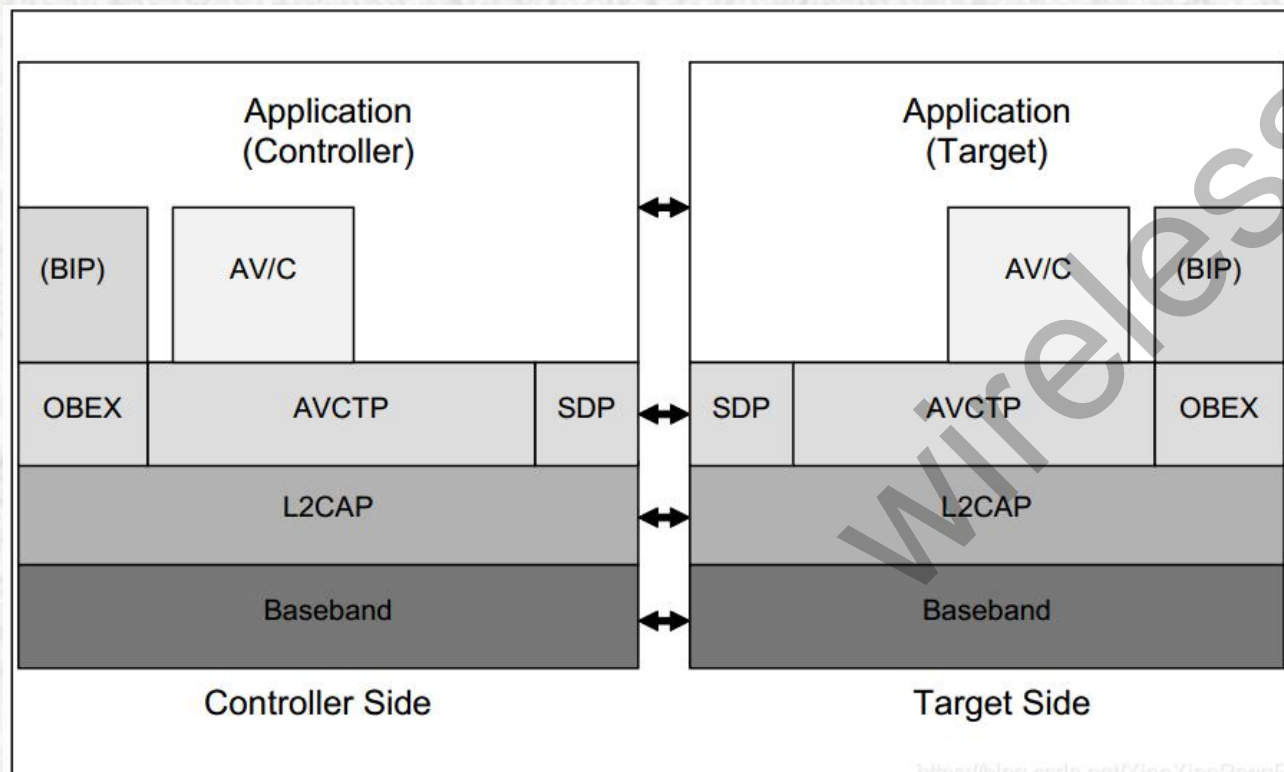 Application
(Controller)
Application
(Target)
(BIP)
AV/C
AV/C
(BIP)
OBEX
AVCTP
SDP
SDP
AVCTP
OBEX
L2CAP
L2CAP
Baseband
Baseband
Controller Side
Target Side
wireless